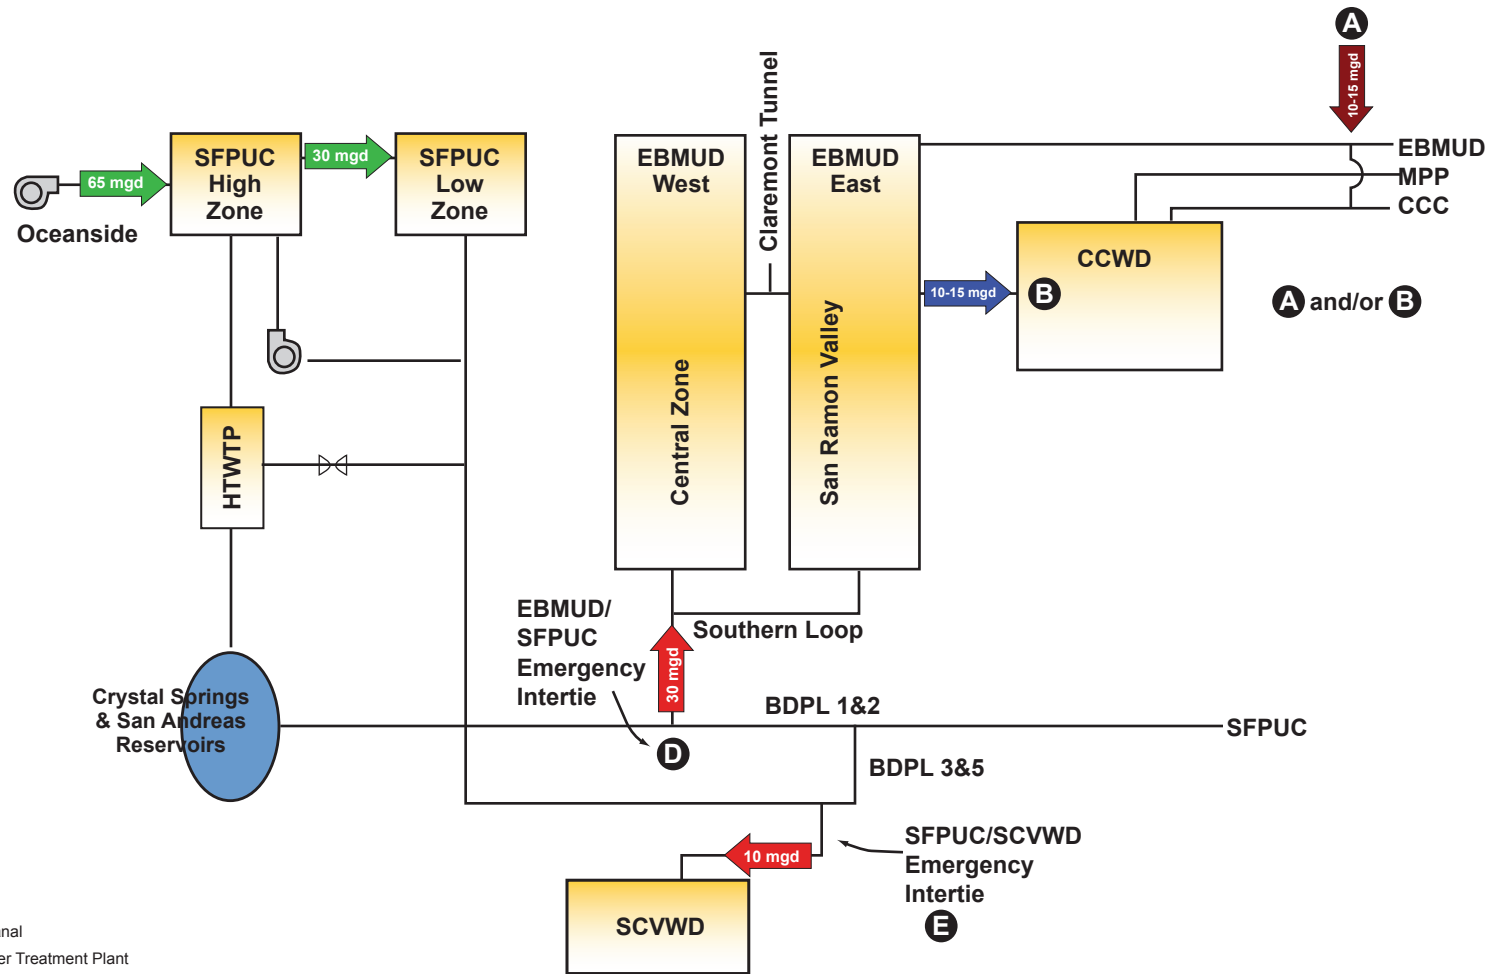 A
10-15 mgd
Claremont Tunnel
SFPUC
High
Zone
30 mgd
SFPUC
Low
Zone
65 mgd
Oceanside
EBMUD
West
Central Zone
EBMUD
East
San Ramon Valley
EBMUD
MPP
CCC
CCWD
10-15 mgd
B
A and/or B
HTWTP
EBMUD/
SFPUC
Emergency
Intertie
Southern Loop
30 mgd
Crystal Springs
& San Andreas
Reservoirs
BDPL 1&2
SFPUC
D
BDPL 3&5
10 mgd
SFPUC/SCVWD
Emergency
Intertie
E
SCVWD
Treatment Plant